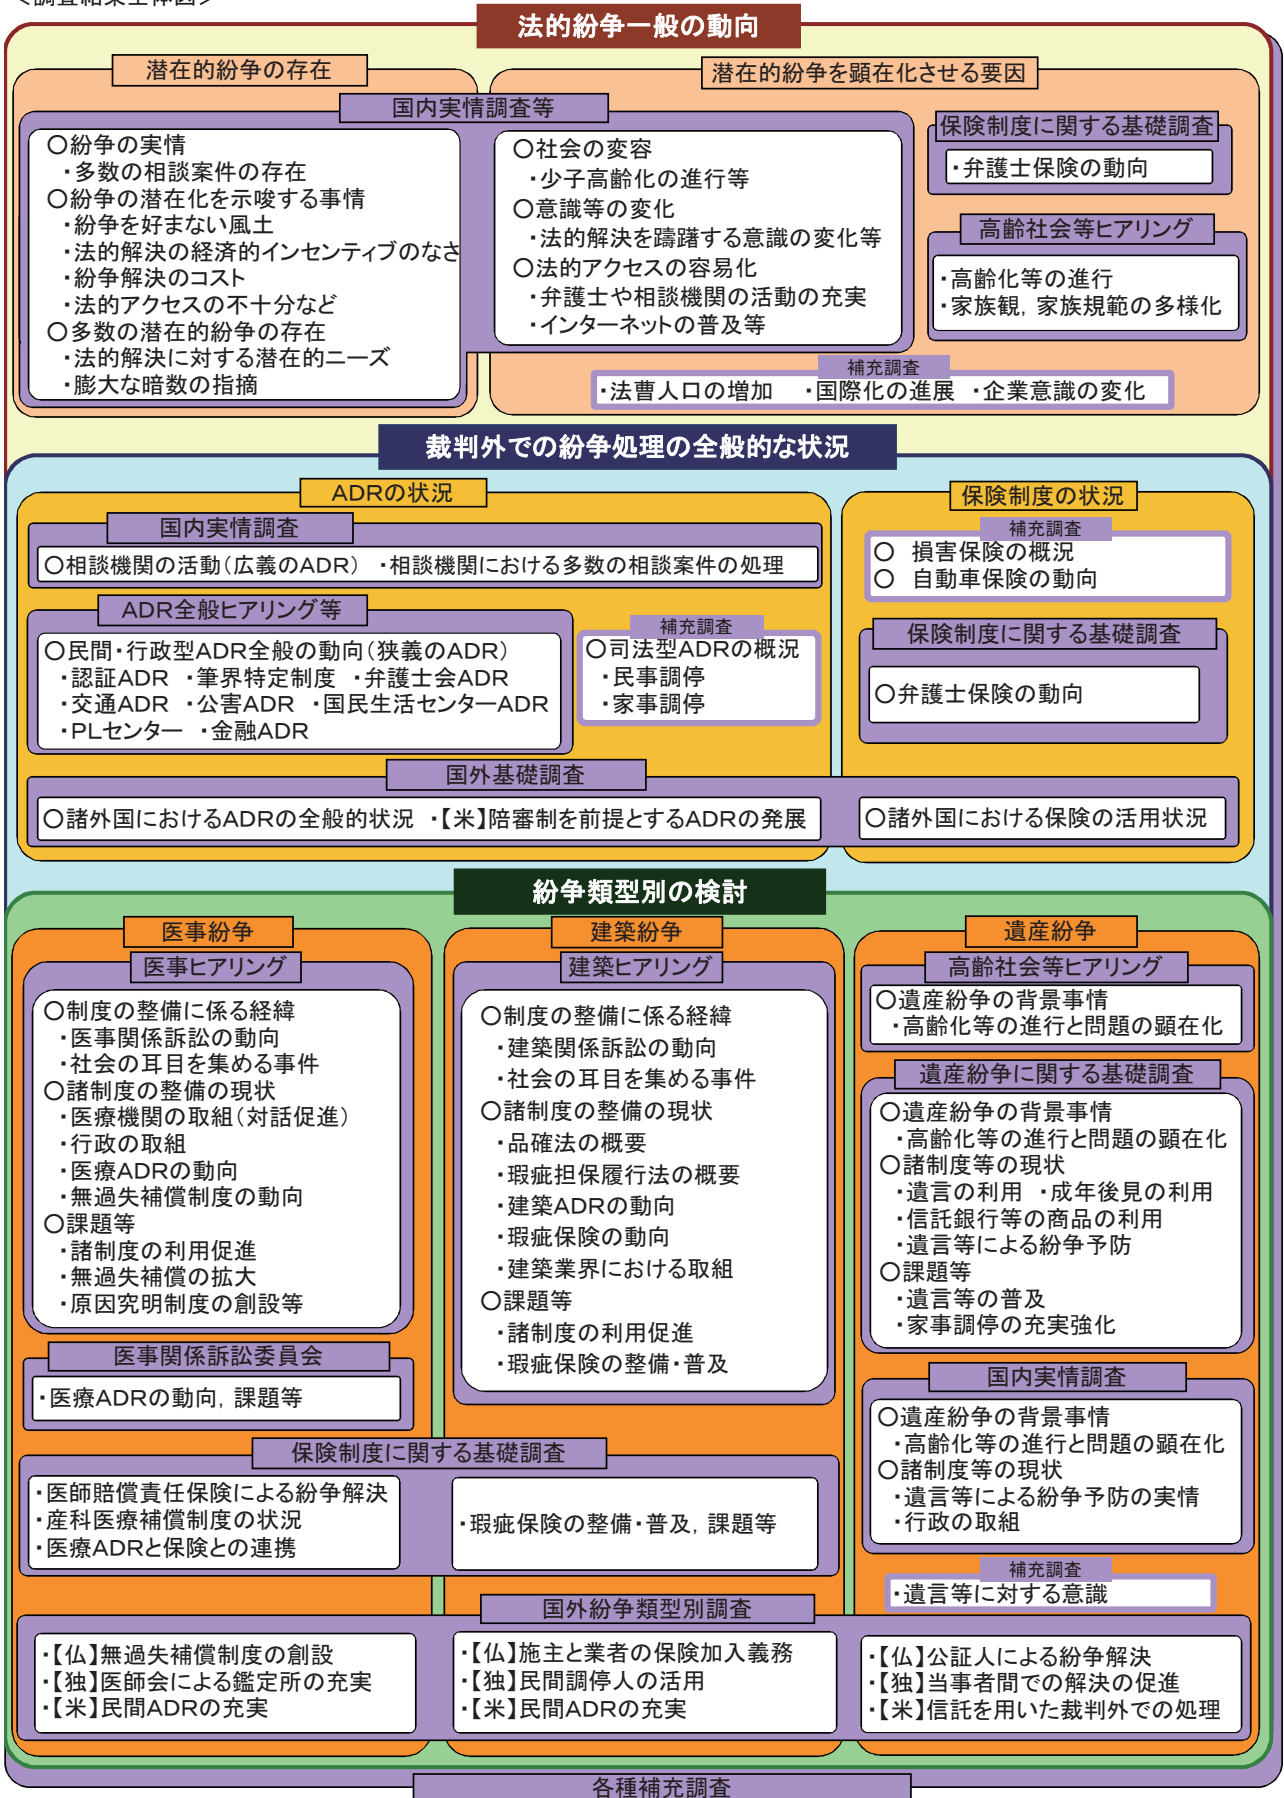 ＜調査結果全体図＞
法的紛争一般の動向
潜在的紛争の存在
潜在的紛争を顕在化させる要因
国内実情調査等
○紛争の実情
・多数の相談案件の存在
○紛争の潜在化を示唆する事情
・紛争を好まない風土
・法的解決の経済的インセンティブのなさ
・紛争解決のコスト
・法的アクセスの不十分など
○多数の潜在的紛争の存在
・法的解決に対する潜在的ニーズ
・膨大な暗数の指摘
○社会の変容
・少子高齢化の進行等
○意識等の変化
・法的解決を躊躇する意識の変化等
○法的アクセスの容易化
・弁護士や相談機関の活動の充実
・インターネットの普及等
保険制度に関する基礎調査
・弁護士保険の動向
高齢社会等ヒアリング
・高齢化等の進行
・家族観，家族規範の多様化
補充調査
・法曹人口の増加 ・国際化の進展 ・企業意識の変化
裁判外での紛争処理の全般的な状況
ADRの状況
国内実情調査
○相談機関の活動（広義のADR） ・相談機関における多数の相談案件の処理
ADR全般ヒアリング等
○民間・行政型ADR全般の動向（狭義のADR）
・認証ADR ・筆界特定制度 ・弁護士会ADR
・交通ADR ・公害ADR ・国民生活センターADR
・PLセンター ・金融ADR
補充調査
○司法型ADRの概況
・民事調停
・家事調停
保険制度の状況
補充調査
○ 損害保険の概況
○ 自動車保険の動向
保険制度に関する基礎調査
○弁護士保険の動向
国外基礎調査
○諸外国におけるADRの全般的状況 ・【米】陪審制を前提とするADRの発展
○諸外国における保険の活用状況
紛争類型別の検討
医事紛争
医事ヒアリング
○制度の整備に係る経緯
・医事関係訴訟の動向
・社会の耳目を集める事件
○諸制度の整備の現状
・医療機関の取組（対話促進）
・行政の取組
・医療ADRの動向
・無過失補償制度の動向
○課題等
・諸制度の利用促進
・無過失補償の拡大
・原因究明制度の創設等
医事関係訴訟委員会
・医療ADRの動向，課題等
建築紛争
建築ヒアリング
○制度の整備に係る経緯
・建築関係訴訟の動向
・社会の耳目を集める事件
○諸制度の整備の現状
・品確法の概要
・瑕疵担保履行法の概要
・建築ADRの動向
・瑕疵保険の動向
・建築業界における取組
○課題等
・諸制度の利用促進
・瑕疵保険の整備・普及
遺産紛争
高齢社会等ヒアリング
○遺産紛争の背景事情
・高齢化等の進行と問題の顕在化
遺産紛争に関する基礎調査
○遺産紛争の背景事情
・高齢化等の進行と問題の顕在化
○諸制度等の現状
・遺言の利用 ・成年後見の利用
・信託銀行等の商品の利用
・遺言等による紛争予防
○課題等
・遺言等の普及
・家事調停の充実強化
国内実情調査
○遺産紛争の背景事情
・高齢化等の進行と問題の顕在化
○諸制度等の現状
・遺言等による紛争予防の実情
・行政の取組
補充調査
・遺言等に対する意識
保険制度に関する基礎調査
・医師賠償責任保険による紛争解決
・産科医療補償制度の状況
・医療ADRと保険との連携
・瑕疵保険の整備・普及，課題等
国外紛争類型別調査
・【仏】無過失補償制度の創設
・【独】医師会による鑑定所の充実
・【米】民間ADRの充実
・【仏】施主と業者の保険加入義務
・【独】民間調停人の活用
・【米】民間ADRの充実
・【仏】公証人による紛争解決
・【独】当事者間での解決の促進
・【米】信託を用いた裁判外での処理
各種補充調査